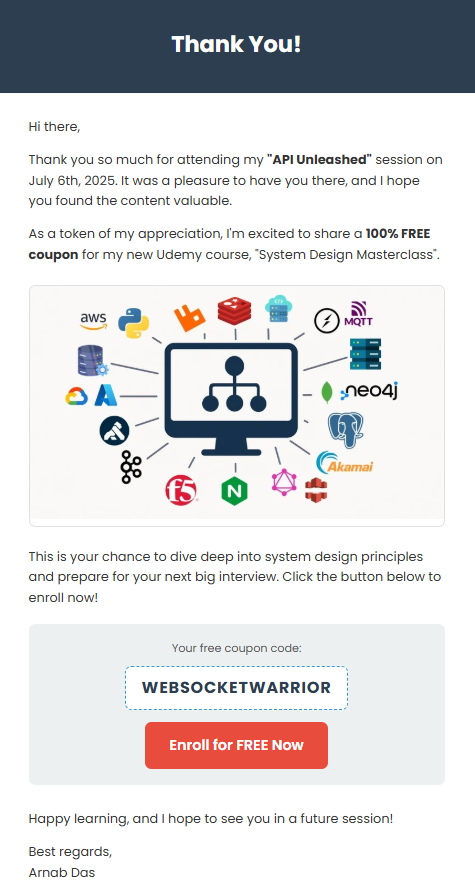 Thank You!
Hi there,
Thank you so much for attending my "API Unleashed" session on
July 6th, 2025. It was a pleasure to have you there, and I hope
you found the content valuable.
As a token of my appreciation, I'm excited to share a 100% FREE
coupon for my new Udemy course, "System Design Masterclass".
aws
MQTT
neo4j
Akamai
f5
N
This is your chance to dive deep into system design principles
and prepare for your next big interview. Click the button below to
enroll now!
Your free coupon code:
WEBSOCKETWARRIOR
Enroll for FREE Now
Happy learning, and I hope to see you in a future session!
Best regards,
Arnab Das